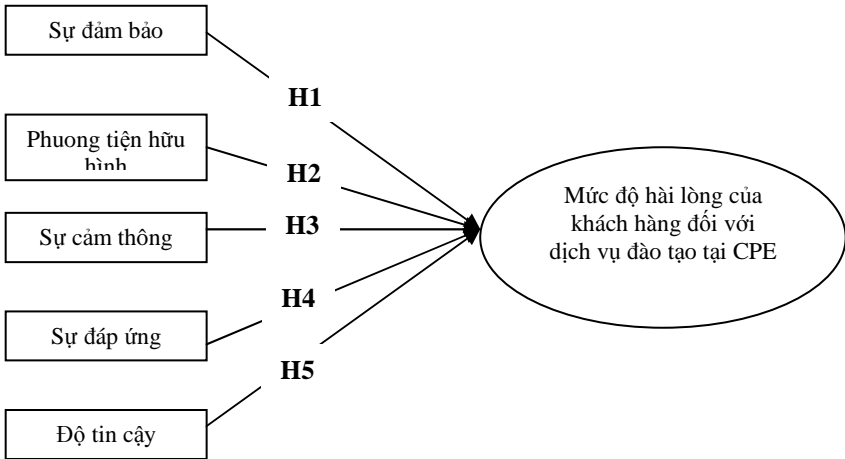 Sự đảm bảo
H1
Phuong tiện hữu
hình
H2
Sự cảm thông
H3
Sự đáp ứng
H4
Độ tin cậy
H5
Mức độ hài lòng của
khách hàng đối với
dịch vụ đào tạo tại CPE